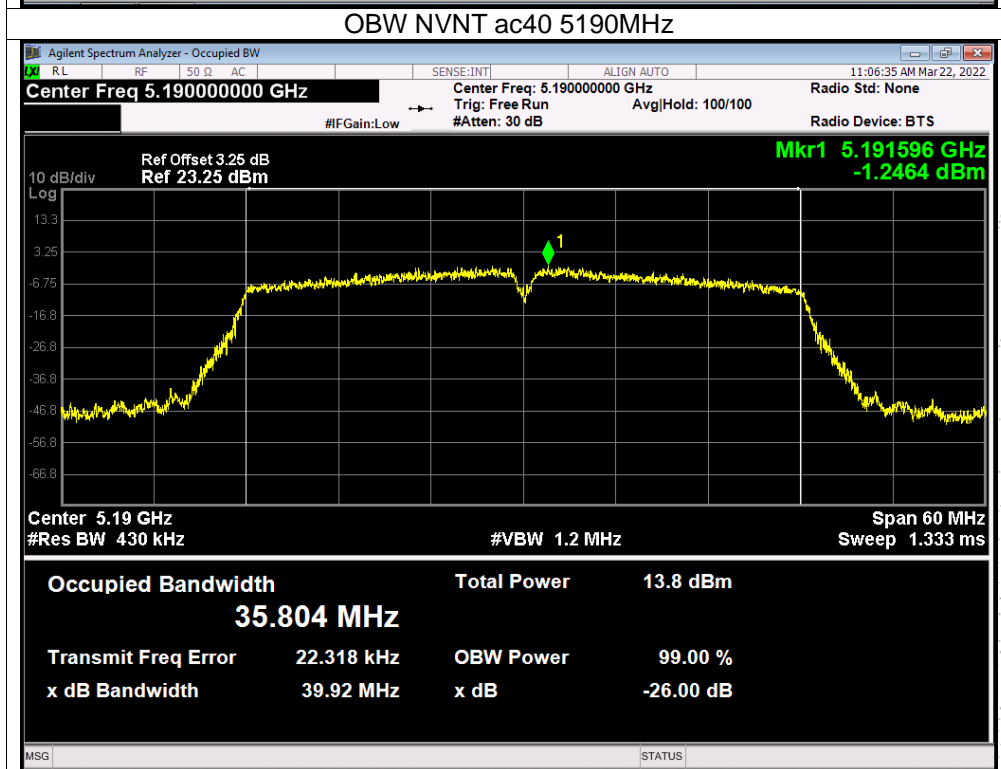 OBW NVNT ac40 5190MHz
Agilent Spectrum Analyzer - Occupied BW
LXI RL RF 50 Ω AC SENSE:INT ALIGN AUTO 11:06:35 AM Mar 22, 2022
Center Freq 5.190000000 GHz Center Freq: 5.190000000 GHz Radio Std: None
Trig: Free Run Avg|Hold: 100/100
#IFGain:Low #Atten: 30 dB Radio Device: BTS
Ref Offset 3.25 dB Mkr1 5.191596 GHz
10 dB/div Ref 23.25 dBm -1.2464 dBm
Log
13.3
3.25
1
-6.75
-16.8
-26.8
-36.8
-46.8
-56.8
-66.8
Center 5.19 GHz Span 60 MHz
#Res BW 430 kHz #VBW 1.2 MHz Sweep 1.333 ms
Occupied Bandwidth Total Power 13.8 dBm
35.804 MHz
Transmit Freq Error 22.318 kHz OBW Power 99.00 %
x dB Bandwidth 39.92 MHz x dB -26.00 dB
MSG STATUS